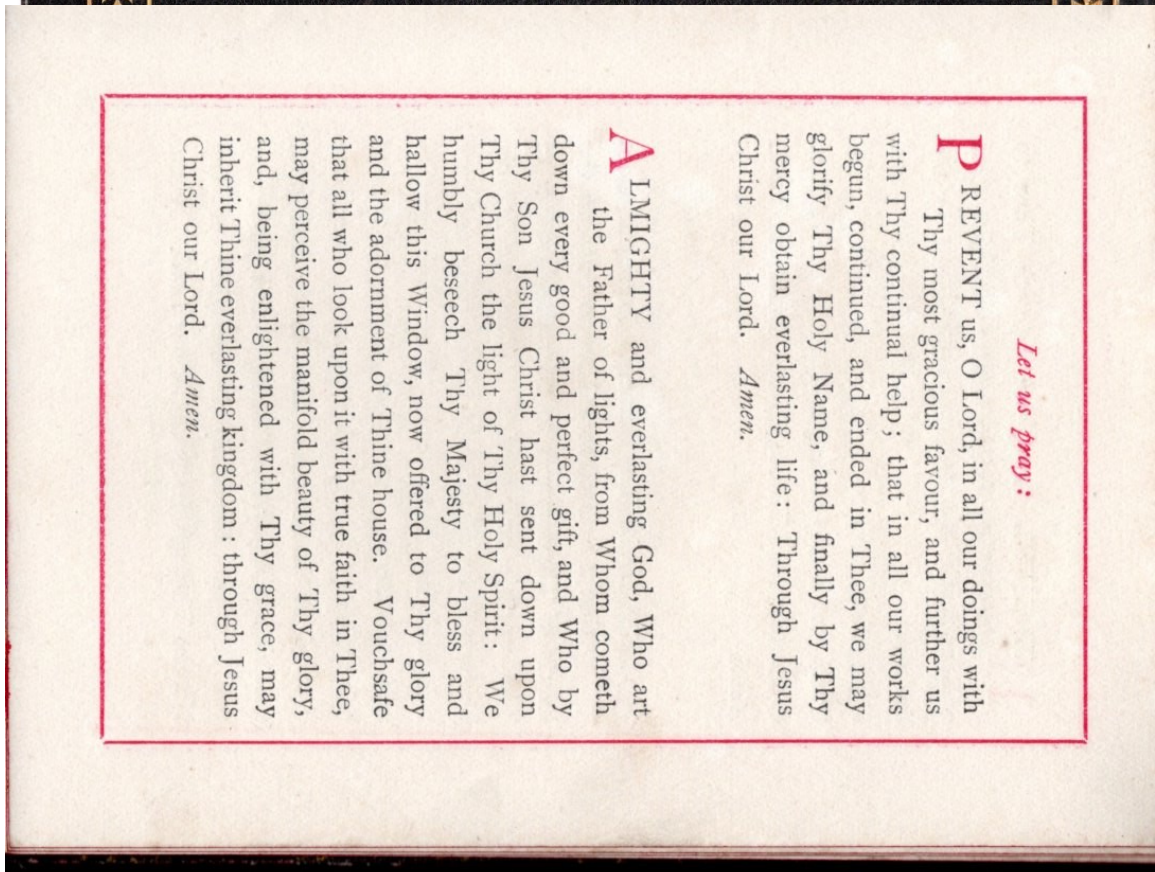 Let us pray:
PREVENT us, O Lord, in all our doings with
Thy most gracious favour, and further us
with Thy continual help; that in all our works
begun, continued, and ended in Thee, we may
glorify Thy Holy Name, and finally by Thy
mercy obtain everlasting life: Through Jesus
Christ our Lord. Amen.
ALMIGHTY and everlasting God, Who art
the Father of lights, from Whom cometh
down every good and perfect gift, and Who by
Thy Son Jesus Christ hast sent down upon
Thy Church the light of Thy Holy Spirit: We
humbly beseech Thy Majesty to bless and
hallow this Window, now offered to Thy glory
and the adornment of Thine house. Vouchsafe
that all who look upon it with true faith in Thee,
may perceive the manifold beauty of Thy glory,
and, being enlightened with Thy grace, may
inherit Thine everlasting kingdom: through Jesus
Christ our Lord. Amen.